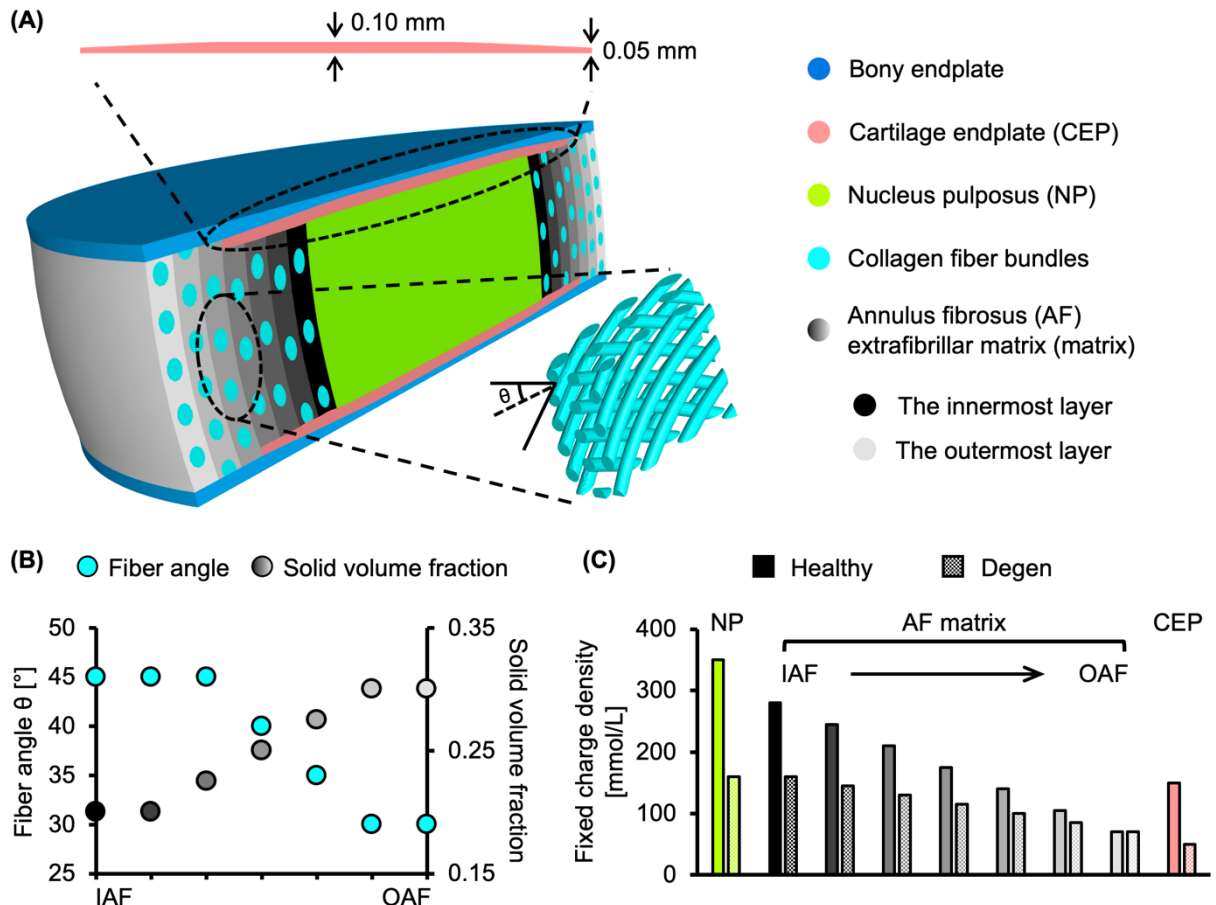 (A)
0.10 mm
0.05 mm
Bony endplate
Cartilage endplate (CEP)
Nucleus pulposus (NP)
Collagen fiber bundles
Annulus fibrosus (AF)
extrafibrillar matrix (matrix)
The innermost layer
The outermost layer
θ
(B)
Fiber angle
Solid volume fraction
Fiber angle θ [°]
50
45
40
35
30
25
0.35
0.25
0.15
Solid volume
fraction
IAF
OAF
(C)
Healthy
Degen
NP
AF matrix
CEP
IAF
OAF
Fixed charge density
[mmol/L]
400
300
200
100
0